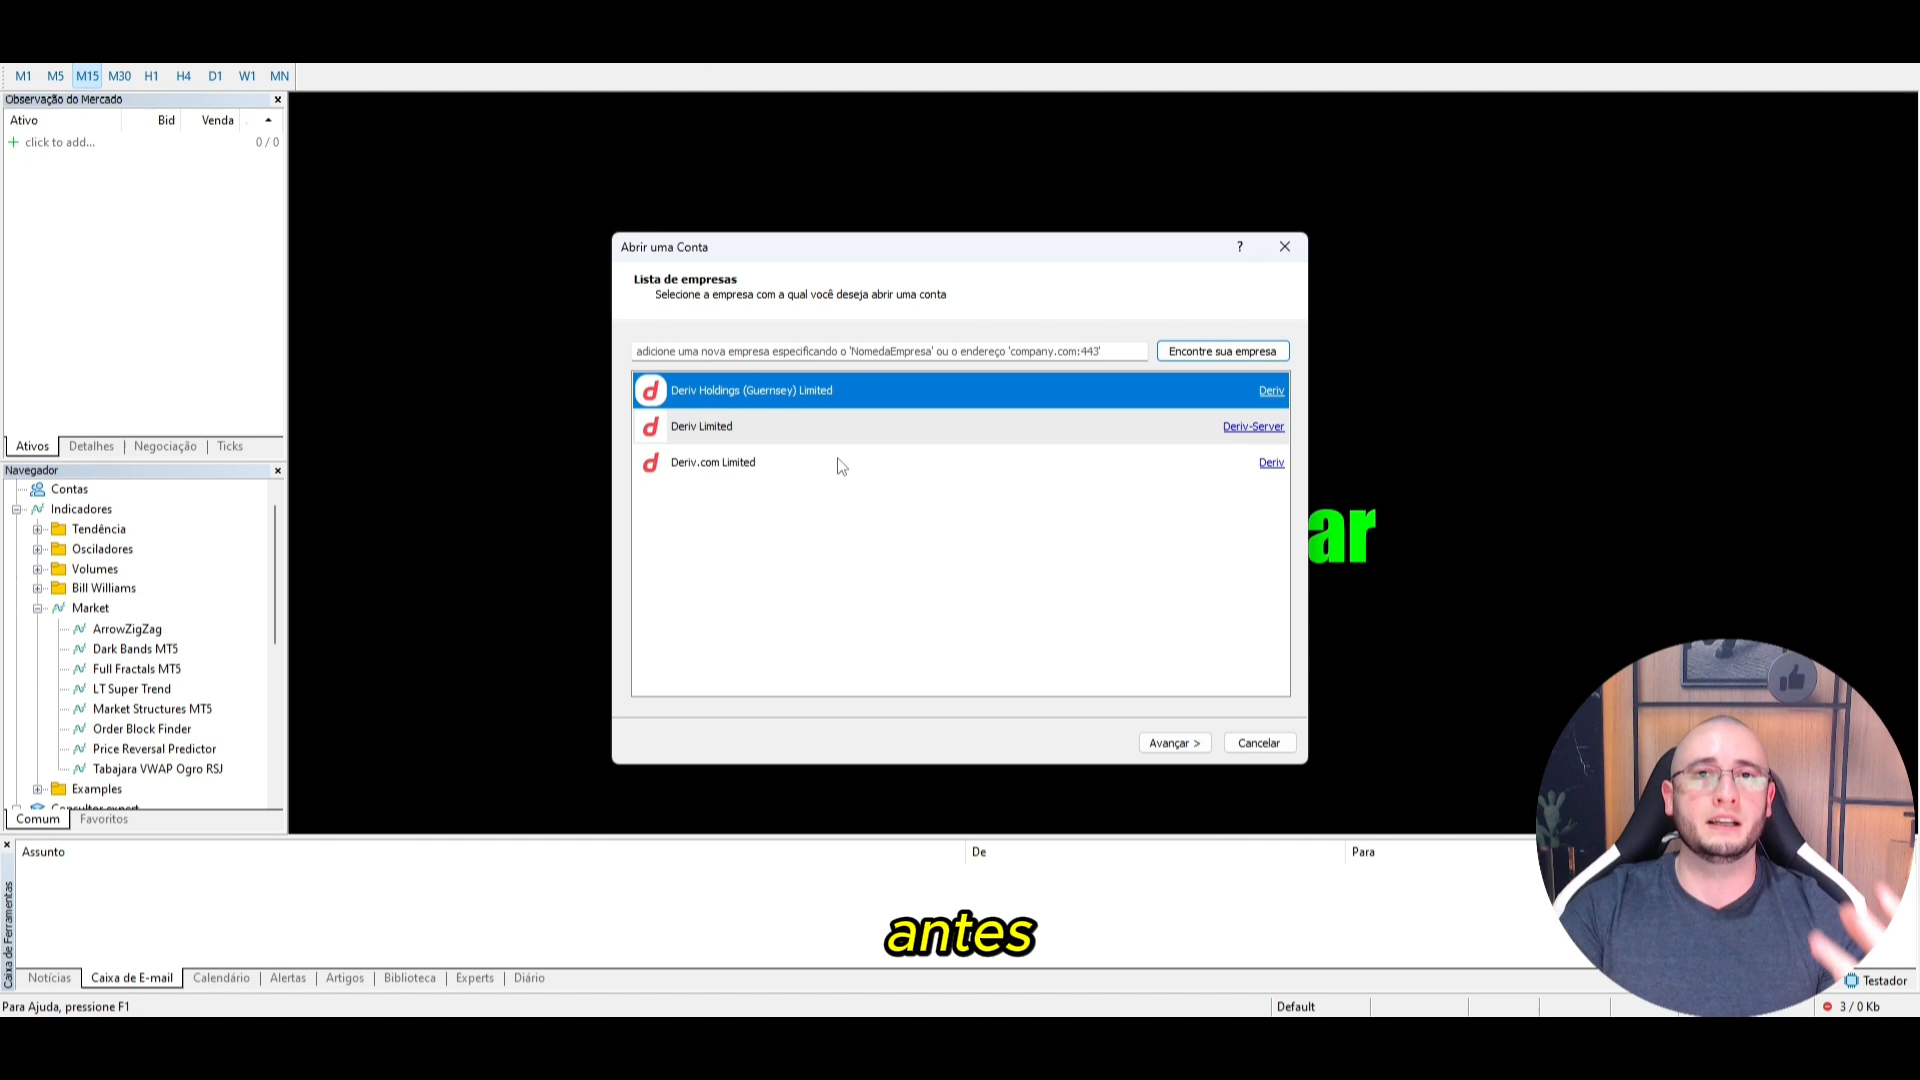 M1 M5 M15 M30 H1 H4 D1 W1 MN
Observação do Mercado
Ativo Bid Venda
click to add... 0 / 0
Ativos Detalhes Negociação Ticks
Navegador
Contas
Indicadores
Tendência
Osciladores
Volumes
Bill Williams
Market
ArrowZigZag
Dark Bands MT5
Full Fractals MT5
LT Super Trend
Market Structures MT5
Order Block Finder
Price Reversal Predictor
Tabajara VWAP Ogro RSJ
Examples
Consultor expert
Comum Favoritos
Abrir uma Conta ?
Lista de empresas
Selecione a empresa com a qual você deseja abrir uma conta
adicione uma nova empresa especificando o 'NomedaEmpresa' ou o endereço 'company.com:443' Encontre sua empresa
d Deriv Holdings (Guernsey) Limited Deriv
d Deriv Limited Deriv-Server
d Deriv.com Limited Deriv
Avançar > Cancelar
ar
Assunto De Para
Caixa de Ferramentas
antes
Notícias Caixa de E-mail Calendário Alertas Artigos Biblioteca Experts Diário Testador
Para Ajuda, pressione F1 Default 3 / 0 Kb